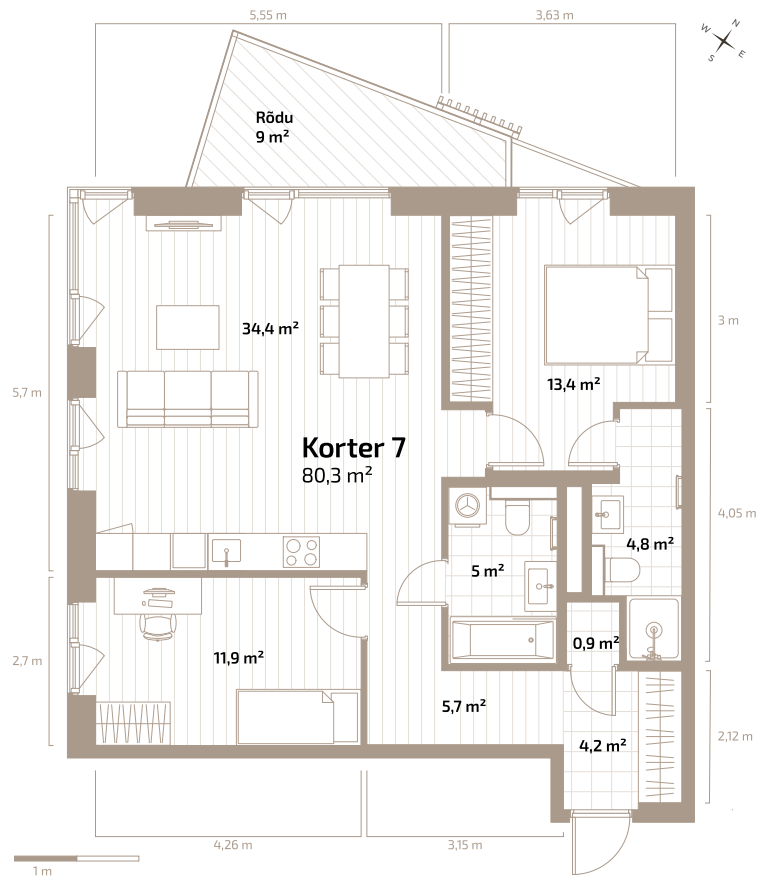 5,55 m
3,63 m
N
W
E
S
Rõdu
9 m²
34,4 m²
3 m
13,4 m²
5,7 m
Korter 7
80,3 m²
4,05 m
4,8 m²
5 m²
0,9 m²
11,9 m²
2,7 m
5,7 m²
4,2 m²
2,12 m
4,26 m
3,15 m
1 m